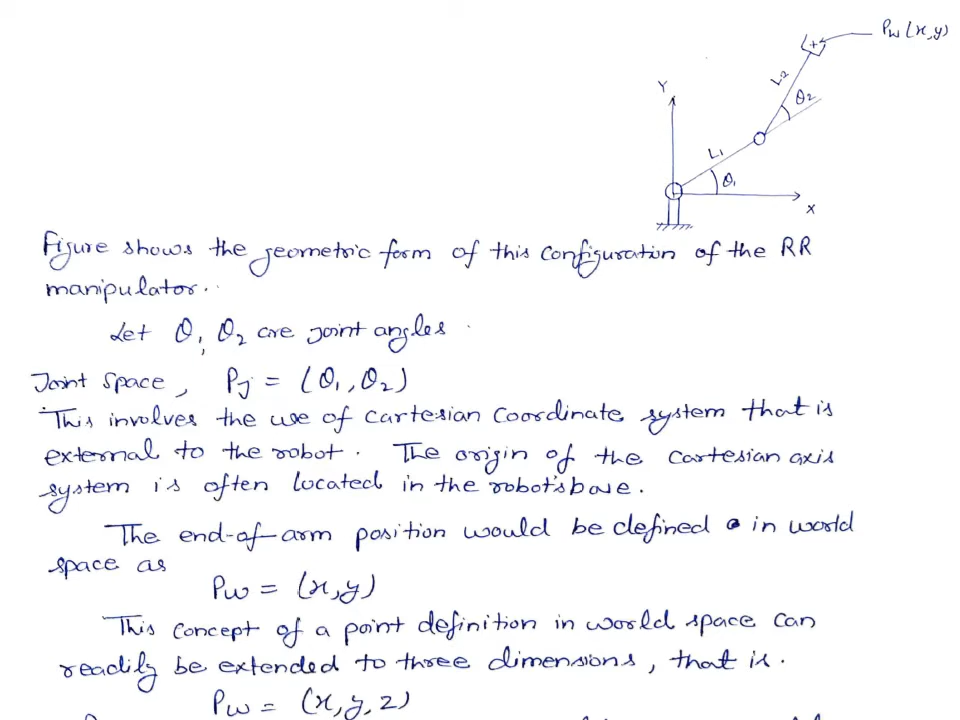 Pw (x,y)
Y
L2
θ2
L1
θ1
X
Figure shows the geometric form of this configuration of the RR
manipulator.
Let θ1, θ2 are joint angles.
Joint Space, Pj = (θ1, θ2)
This involves the use of cartesian coordinate system that is
external to the robot. The origin of the cartesian axis
system is often located in the robot's base.
The end-of-arm position would be defined in world
space as
Pw = (x,y)
This concept of a point definition in world space can
readily be extended to three dimensions, that is.
Pw = (x,y,z)